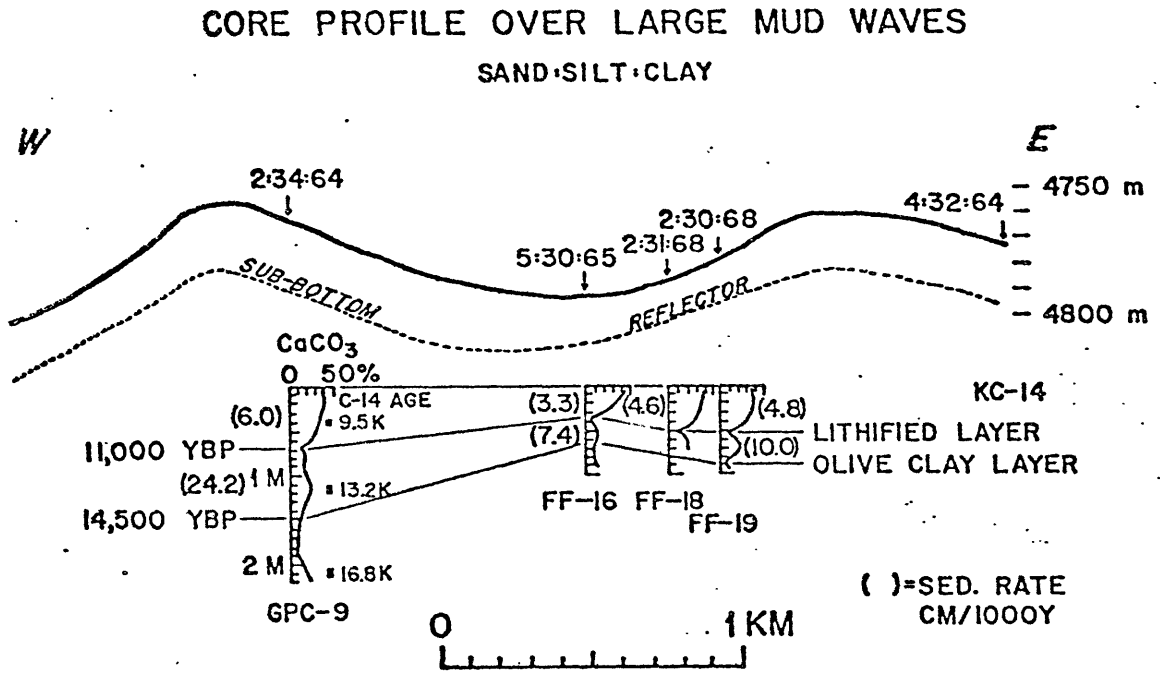 CORE PROFILE OVER LARGE MUD WAVES
SAND:SILT:CLAY
W
E
2:34:64
4750 m
4:32:64
2:30:68
2:31:68
5:30:65
SUB-BOTTOM
REFLECTOR
4800 m
CaCO3
0 50%
C-14 AGE
KC-14
(6.0)
9.5K
(3.3)
(4.6)
(4.8)
11,000 YBP
(7.4)
LITHIFIED LAYER
(10.0)
(24.2)
1 M
13.2K
OLIVE CLAY LAYER
14,500 YBP
FF-16
FF-18
FF-19
2 M
16.8K
GPC-9
( )=SED. RATE
CM/1000Y
0 1KM